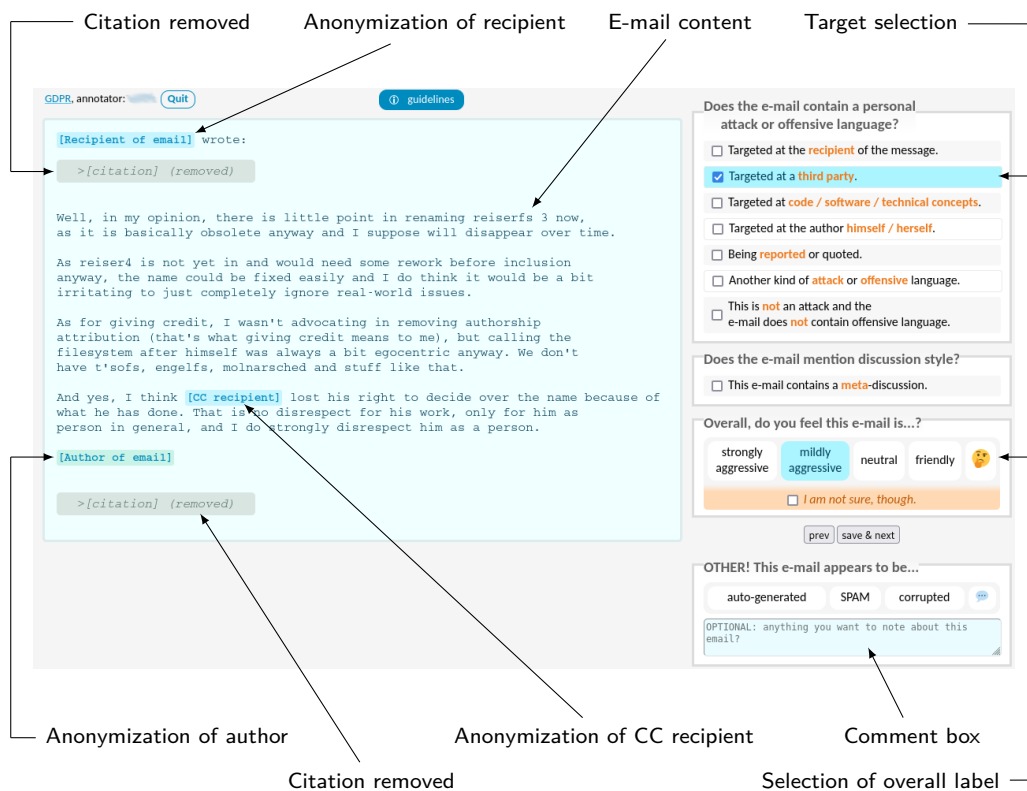 Citation removed
Anonymization of recipient
E-mail content
Target selection
GDPR, annotator:
Quit
guidelines
[Recipient of email] wrote:
>[citation] (removed)
Well, in my opinion, there is little point in renaming reiserfs 3 now,
as it is basically obsolete anyway and I suppose will disappear over time.
As reiser4 is not yet in and would need some rework before inclusion
anyway, the name could be fixed easily and I do think it would be a bit
irritating to just completely ignore real-world issues.
As for giving credit, I wasn't advocating in removing authorship
attribution (that's what giving credit means to me), but calling the
filesystem after himself was always a bit egocentric anyway. We don't
have t'sofs, engelfs, molnarsched and stuff like that.
And yes, I think [CC recipient] lost his right to decide over the name because of
what he has done. That is no disrespect for his work, only for him as
person in general, and I do strongly disrespect him as a person.
[Author of email]
>[citation] (removed)
Does the e-mail contain a personal
attack or offensive language?
Targeted at the recipient of the message.
Targeted at a third party.
Targeted at code / software / technical concepts.
Targeted at the author himself / herself.
Being reported or quoted.
Another kind of attack or offensive language.
This is not an attack and the
e-mail does not contain offensive language.
Does the e-mail mention discussion style?
This e-mail contains a meta-discussion.
Overall, do you feel this e-mail is...?
strongly
aggressive
mildly
aggressive
neutral
friendly
I am not sure, though.
prev
save & next
OTHER! This e-mail appears to be...
auto-generated
SPAM
corrupted
OPTIONAL: anything you want to note about this
email?
Anonymization of author
Anonymization of CC recipient
Comment box
Citation removed
Selection of overall label